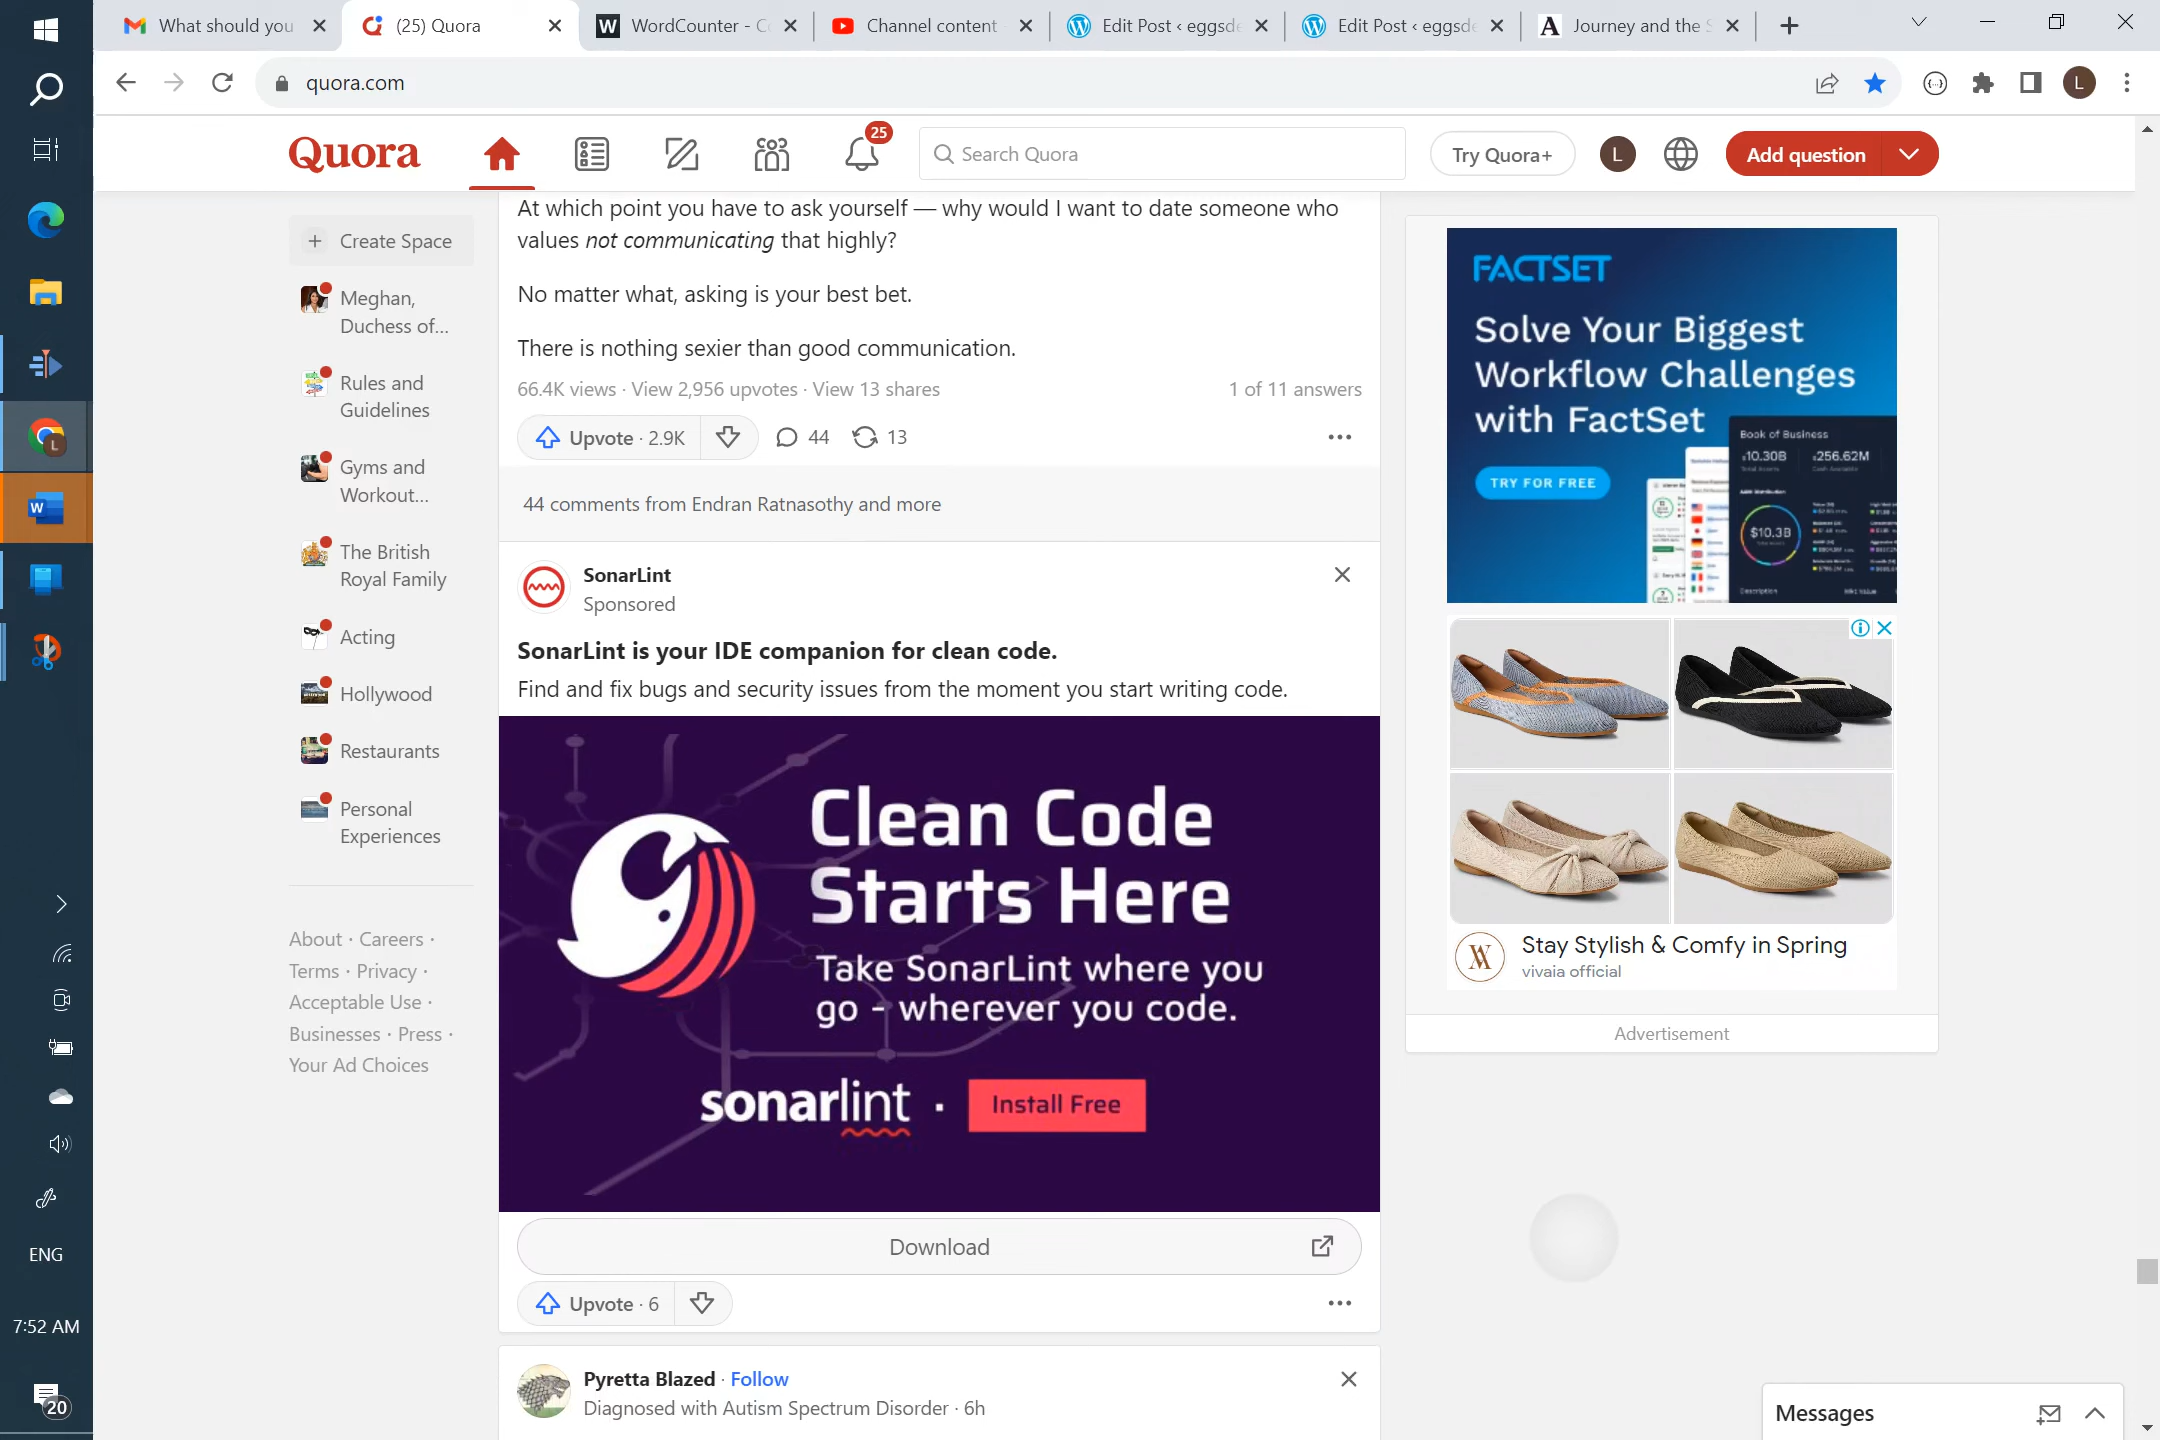 What should you
(25) Quora
W
WordCounter - Co
Channel content
Edit Post ‹ eggsde
Edit Post ‹ eggsde
A
Journey and the S
quora.com
L
Quora
25
Search Quora
Try Quora+
L
Add question
Create Space
Meghan,
Duchess of...
Rules and
Guidelines
Gyms and
Workout...
The British
Royal Family
Acting
Hollywood
Restaurants
Personal
Experiences
About · Careers ·
Terms · Privacy ·
Acceptable Use ·
Businesses · Press ·
Your Ad Choices
At which point you have to ask yourself — why would I want to date someone who
values not communicating that highly?
No matter what, asking is your best bet.
There is nothing sexier than good communication.
66.4K views · View 2,956 upvotes · View 13 shares
1 of 11 answers
Upvote · 2.9K
44
13
44 comments from Endran Ratnasothy and more
SonarLint
Sponsored
SonarLint is your IDE companion for clean code.
Find and fix bugs and security issues from the moment you start writing code.
Clean Code
Starts Here
Take SonarLint where you
go - wherever you code.
sonarlint · Install Free
Download
Upvote · 6
Pyretta Blazed · Follow
Diagnosed with Autism Spectrum Disorder · 6h
FACTSET
Solve Your Biggest
Workflow Challenges
with FactSet
TRY FOR FREE
Book of Business
$10.30B
$256.62M
$10.3B
Description
Stay Stylish & Comfy in Spring
vivaia official
Advertisement
Messages
L
W
ENG
7:52 AM
20